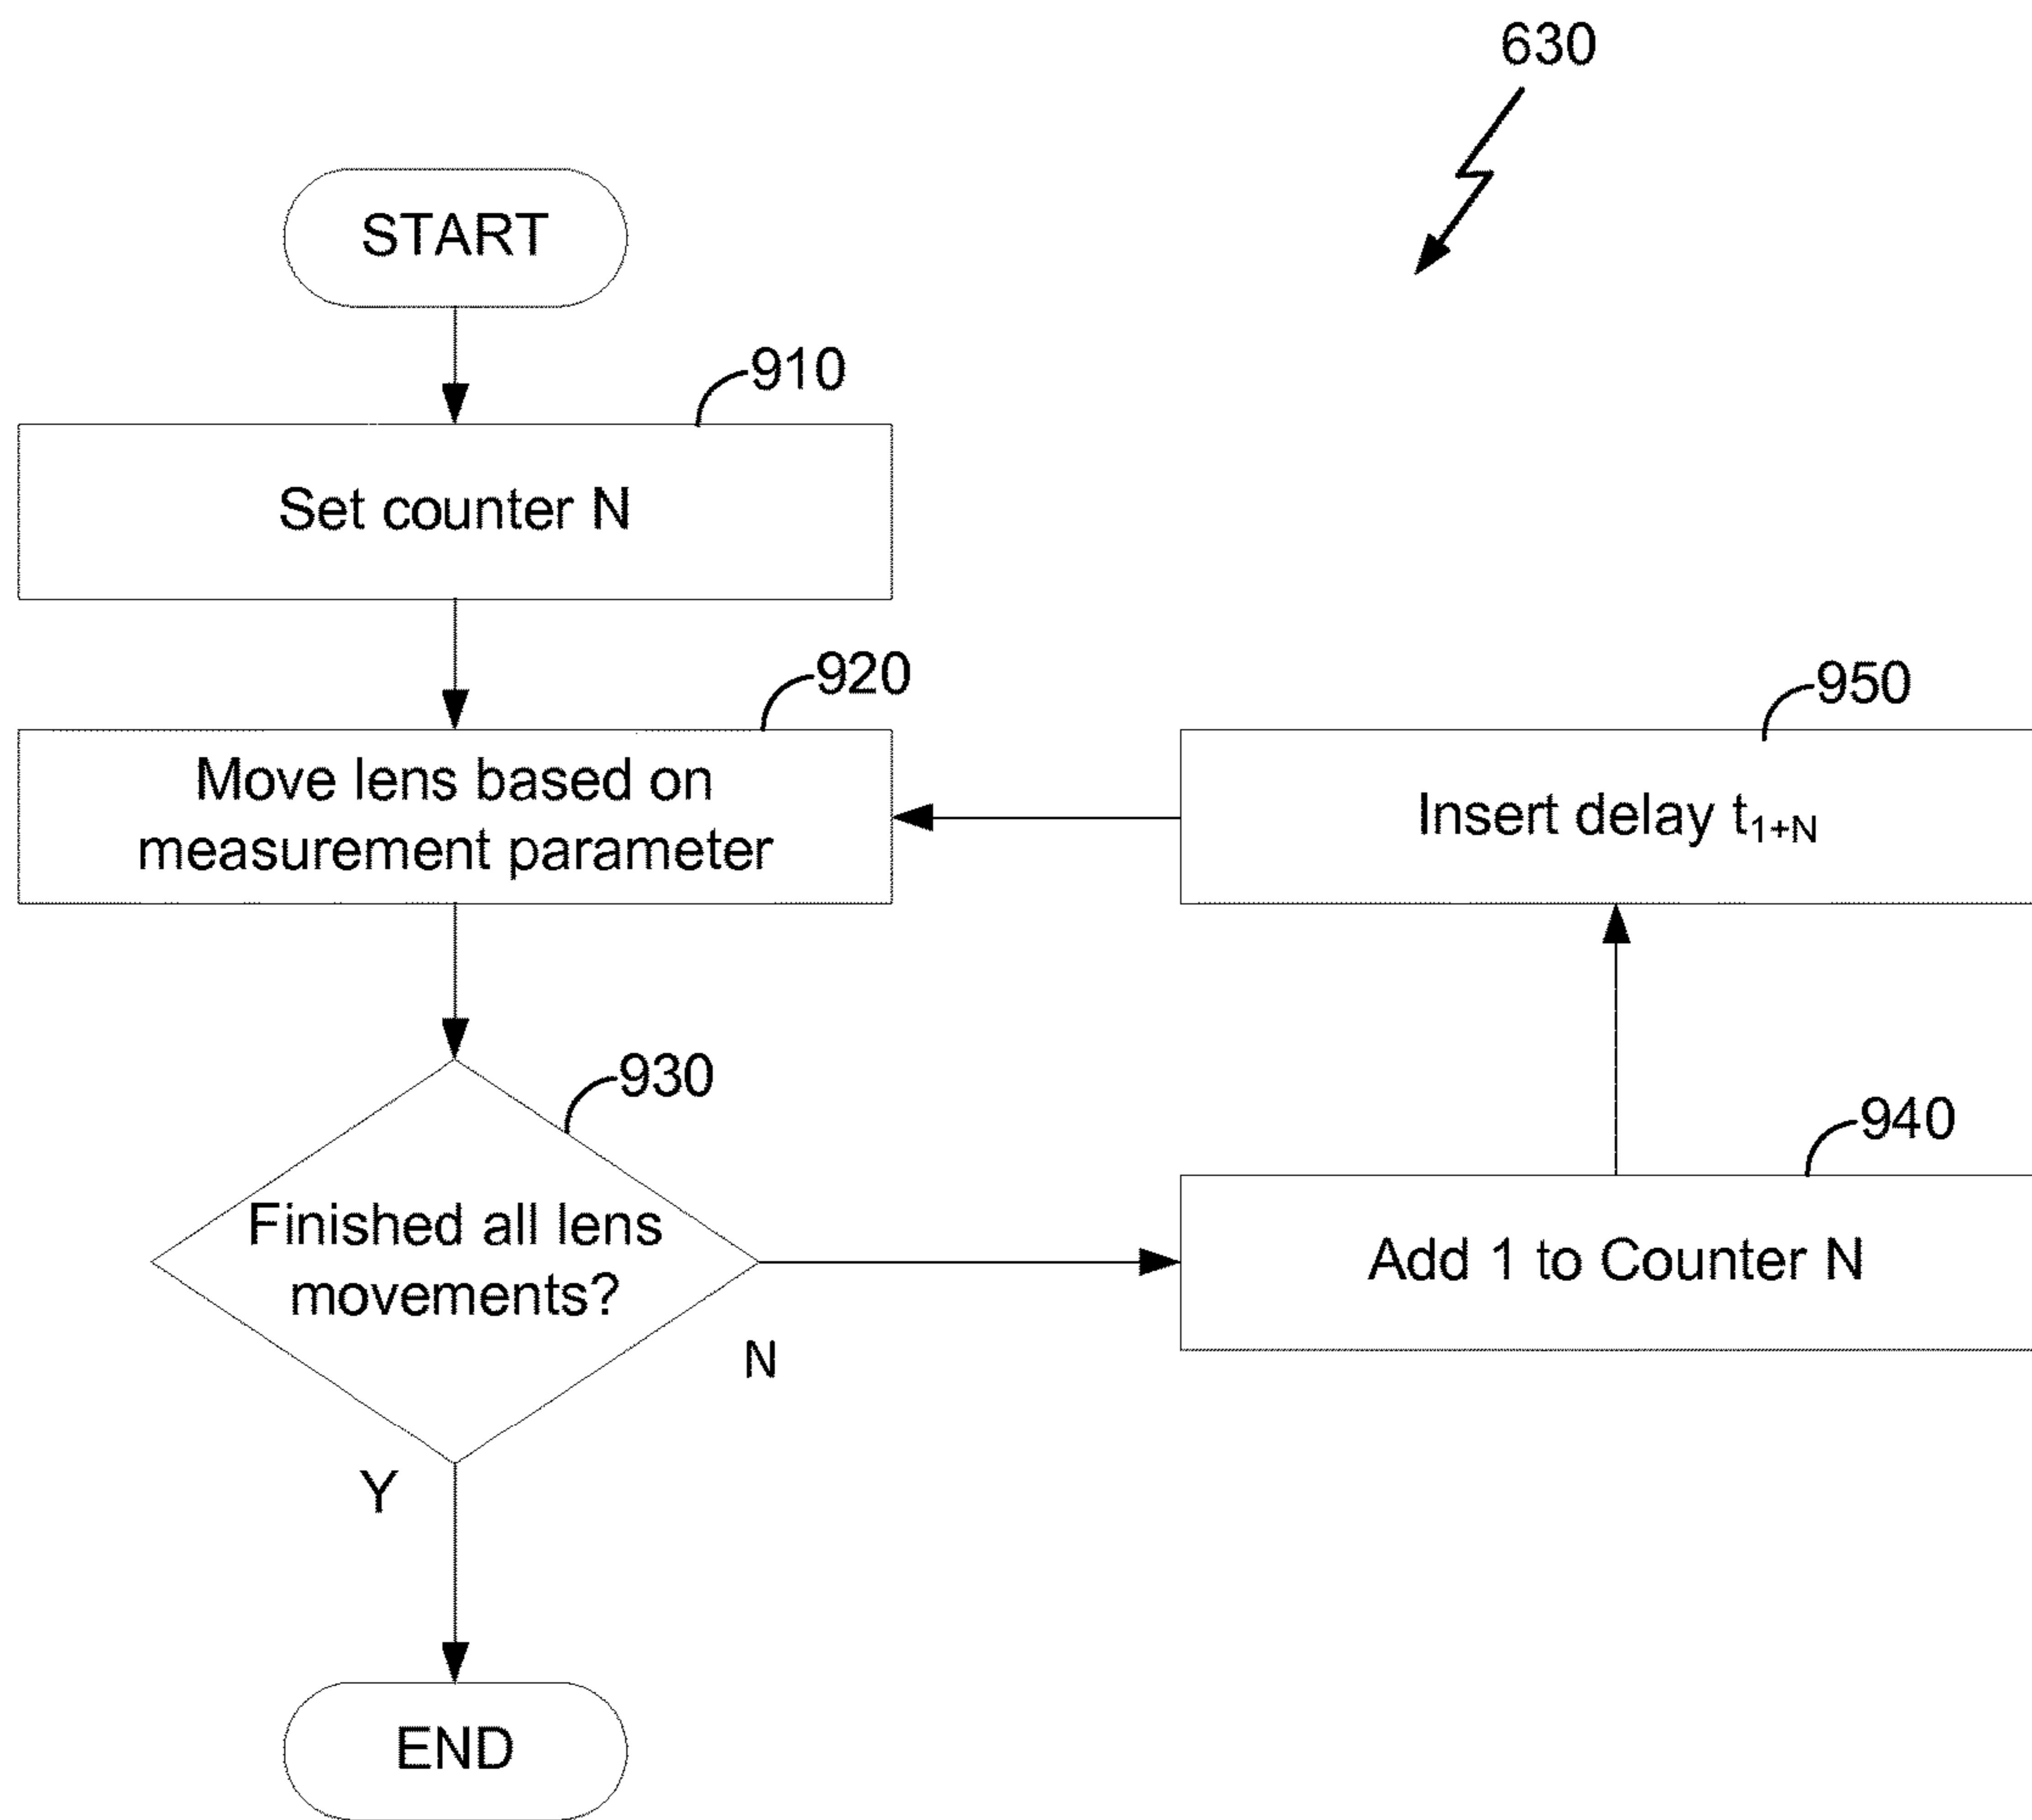 630
START
910
Set counter N
920
Move lens based on
measurement parameter
950
Insert delay t1+N
930
Finished all lens
movements?
940
Add 1 to Counter N
N
Y
END